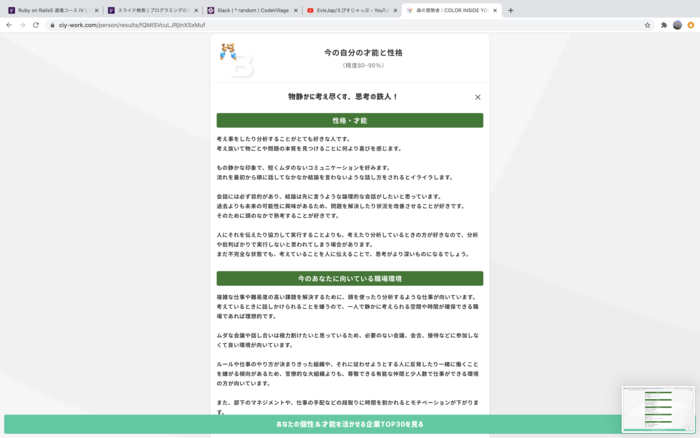 Ruby on Rails5 速習コース IV |
スライド検索 | プログラミングの
Slack | * random | CodeVillage
EvisJap/えびすじゃっぷ - YouTu
森の冒険者 | COLOR INSIDE YO
ciy-work.com/person/results/fQMISVcuLJRjInXSxMuf
今の自分の才能と性格
(精度80~90%)
B
物静かに考え尽くす、思考の鉄人!
性格・才能
考え事をしたり分析することがとても好きな人です。
考え抜いて物ごとや問題の本質を見つけることに何より喜びを感じます。
もの静かな印象で、短くムダのないコミュニケーションを好みます。
流れを最初から順に話してなかなか結論を言わないような話し方をされるとイライラします。
会話には必ず目的があり、結論は先に言うような論理的な会話がしたいと思っています。
過去よりも未来の可能性に興味があるため、問題を解決したり状況を改善させることが好きです。
そのために頭のなかで熟考することが好きです。
人にそれを伝えたり協力して実行することよりも、考えたり分析しているときの方が好きなので、分析
や批判ばかりで実行しないと思われてしまう場合があります。
まだ不完全な状態でも、考えていることを人に伝えることで、思考がより深いものになるでしょう。
今のあなたに向いている職場環境
複雑な仕事や難易度の高い課題を解決するために、頭を使ったり分析するような仕事が向いています。
考えているときに話しかけられることを嫌うので、一人で静かに考えられる空間や時間が確保できる職
場であれば理想的です。
ムダな会議や話し合いは極力割けたいと思っているため、必要のない会議、会合、接待などに参加しな
くて良い環境が向いています。
ルールや仕事のやり方が決まりきった組織や、それに従わせようとする人に反発したり一緒に働くこと
を嫌がる傾向があるため、官僚的な大組織よりも、尊敬できる有能な仲間と少人数で仕事ができる環境
の方が向いています。
また、部下のマネジメントや、仕事の手配などの段取りに時間を割かれるとモチベーションが下がりま
す。
あなたの個性&才能を活かせる企業TOP30を見る